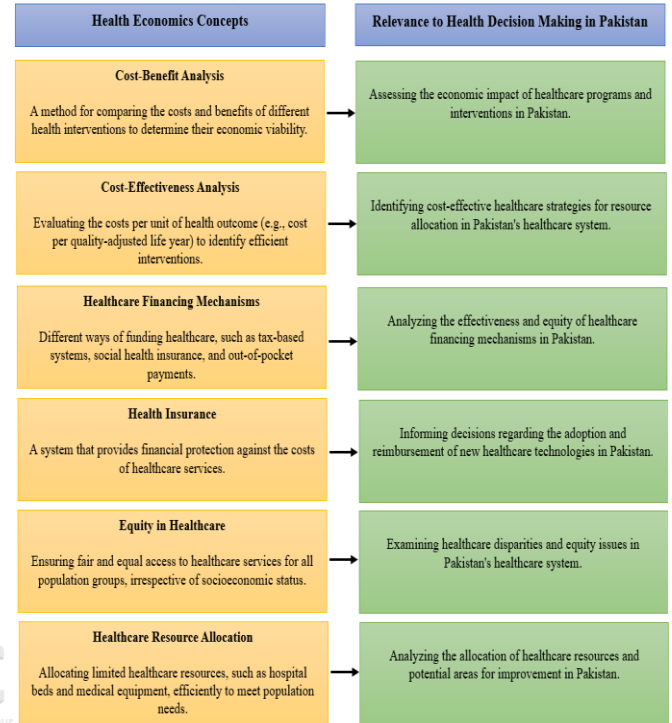 Health Economics Concepts
Relevance to Health Decision Making in Pakistan
Cost-Benefit Analysis
A method for comparing the costs and benefits of different
health interventions to determine their economic viability.
Assessing the economic impact of healthcare programs and
interventions in Pakistan.
Cost-Effectiveness Analysis
Evaluating the costs per unit of health outcome (e.g., cost
per quality-adjusted life year) to identify efficient
interventions.
Identifying cost-effective healthcare strategies for resource
allocation in Pakistan's healthcare system.
Healthcare Financing Mechanisms
Different ways of funding healthcare, such as tax-based
systems, social health insurance, and out-of-pocket
payments.
Analyzing the effectiveness and equity of healthcare
financing mechanisms in Pakistan.
Health Insurance
A system that provides financial protection against the costs
of healthcare services.
Informing decisions regarding the adoption and
reimbursement of new healthcare technologies in Pakistan.
Equity in Healthcare
Ensuring fair and equal access to healthcare services for all
population groups, irrespective of socioeconomic status.
Examining healthcare disparities and equity issues in
Pakistan's healthcare system.
Healthcare Resource Allocation
Allocating limited healthcare resources, such as hospital
beds and medical equipment, efficiently to meet population
needs.
Analyzing the allocation of healthcare resources and
potential areas for improvement in Pakistan.